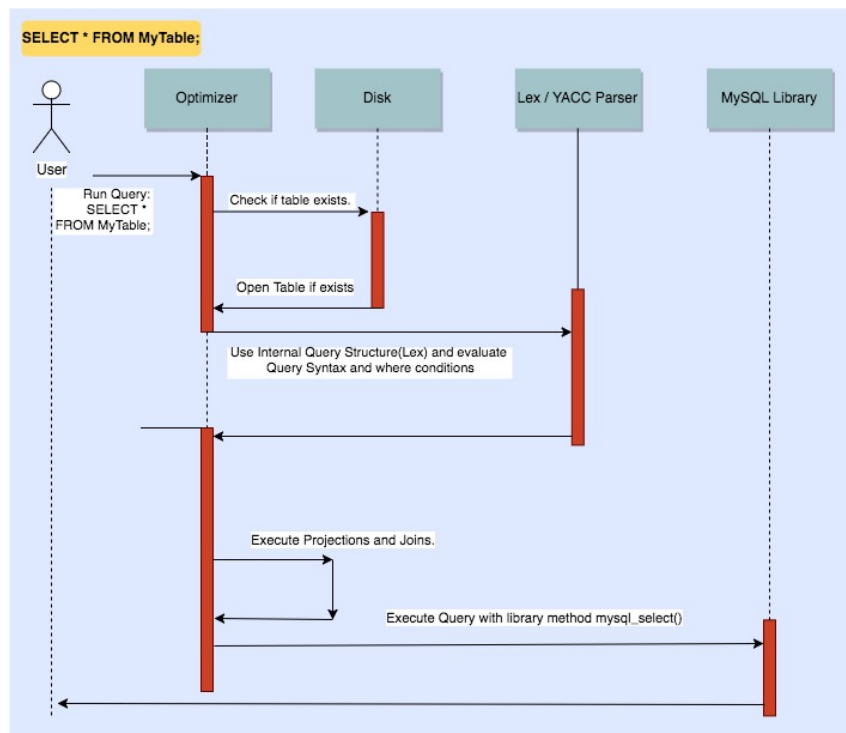 SELECT * FROM MyTable;
Optimizer
Disk
Lex / YACC Parser
MySQL Library
User
Run Query:
SELECT *
FROM MyTable;
Check if table exists.
Open Table if exists
Use Internal Query Structure(Lex) and evaluate
Query Syntax and where conditions
Execute Projections and Joins.
Execute Query with library method mysql_select()